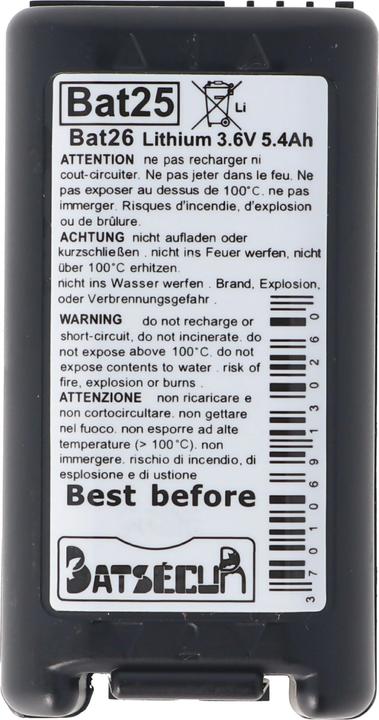 Bat25
Li
Bat26 Lithium 3.6V 5.4Ah
ATTENTION ne pas recharger ni
cout-circuiter. Ne pas jeter dans le feu. Ne
pas exposer au dessus de 100°C. ne pas
immerger. Risques d'incendie, d'explosion
ou de brûlure.
ACHTUNG nicht aufladen oder
kurzschließen . nicht ins Feuer werfen, nicht
über 100°C erhitzen.
nicht ins Wasser werfen . Brand, Explosion,
oder Verbrennungsgefahr .
WARNING do not recharge or
short-circuit, do not incinerate. do
not expose above 100°C. do not
expose contents to water . risk of
fire, explosion or burns .
ATTENZIONE non ricaricare e
non cortocircuitare. non gettare
nel fuoco. non esporre ad alte
temperature (> 100°C). non
immergere. rischio di incendio, di
esplosione e di ustione
Best before
BATSÉCUR
3701069130260